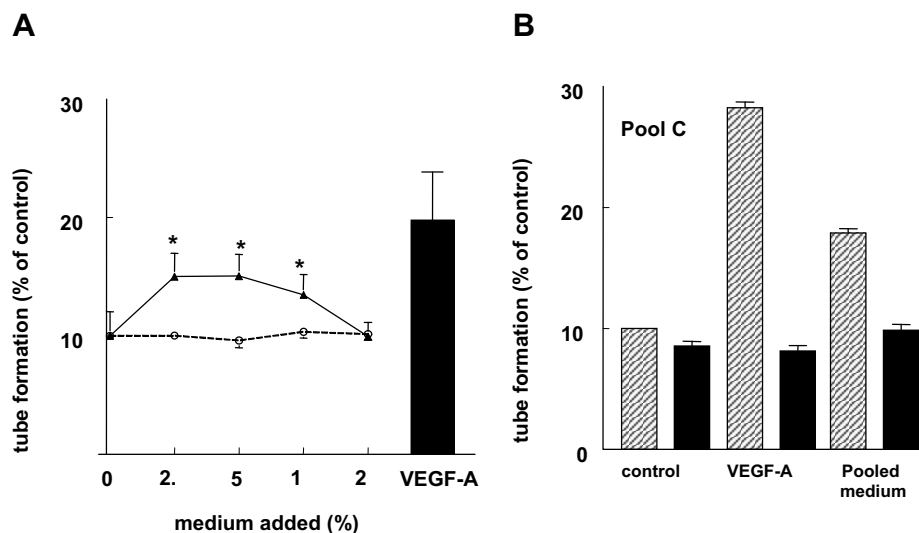 A
B
30
20
10
tube formation (% of control)
* * *
0 2. 5 1 2 VEGF-A
medium added (%)
30
20
10
0
tube formation (% of control)
Pool C
control VEGF-A Pooled
medium